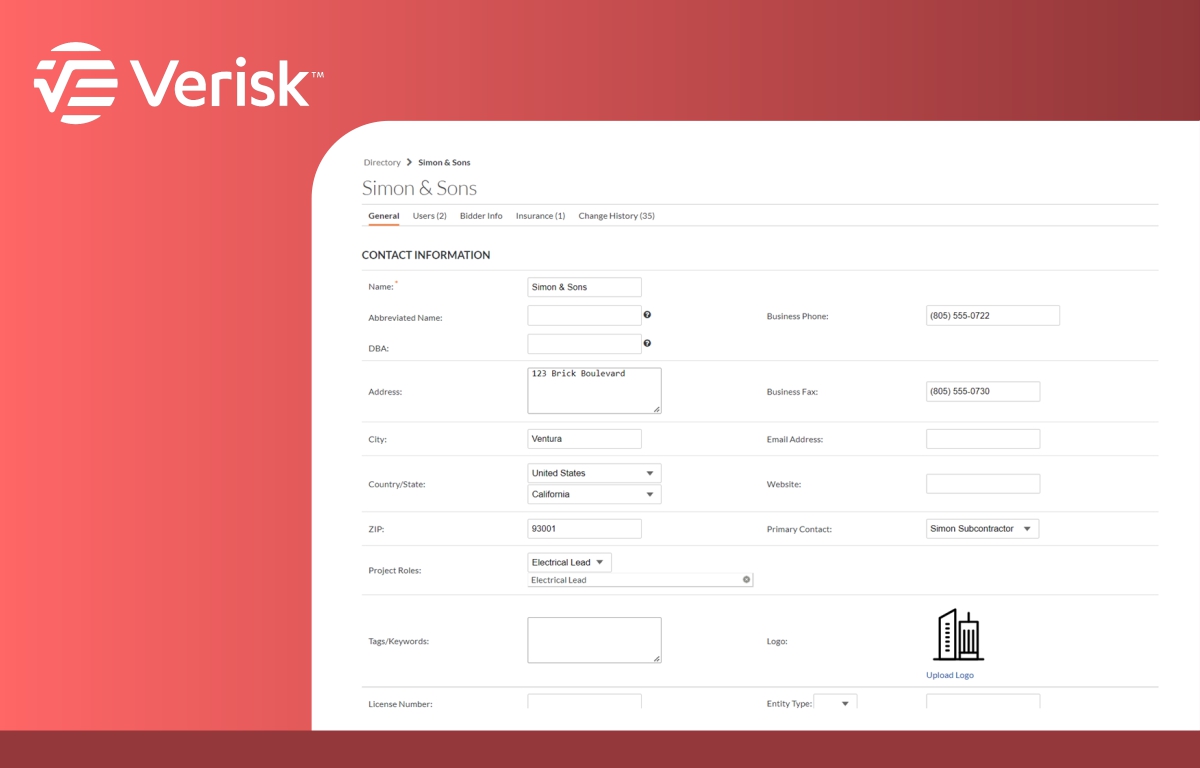 Verisk™
Directory > Simon & Sons
Simon & Sons
General Users (2) Bidder Info Insurance (1) Change History (35)
CONTACT INFORMATION
Name:* Simon & Sons
Abbreviated Name: Business Phone: (805) 555-0722
DBA:
Address: 123 Brick Boulevard Business Fax: (805) 555-0730
City: Ventura Email Address:
Country/State: United States Website:
California
ZIP: 93001 Primary Contact: Simon Subcontractor
Project Roles: Electrical Lead
Electrical Lead
Tags/Keywords: Logo:
Upload Logo
License Number: Entity Type: